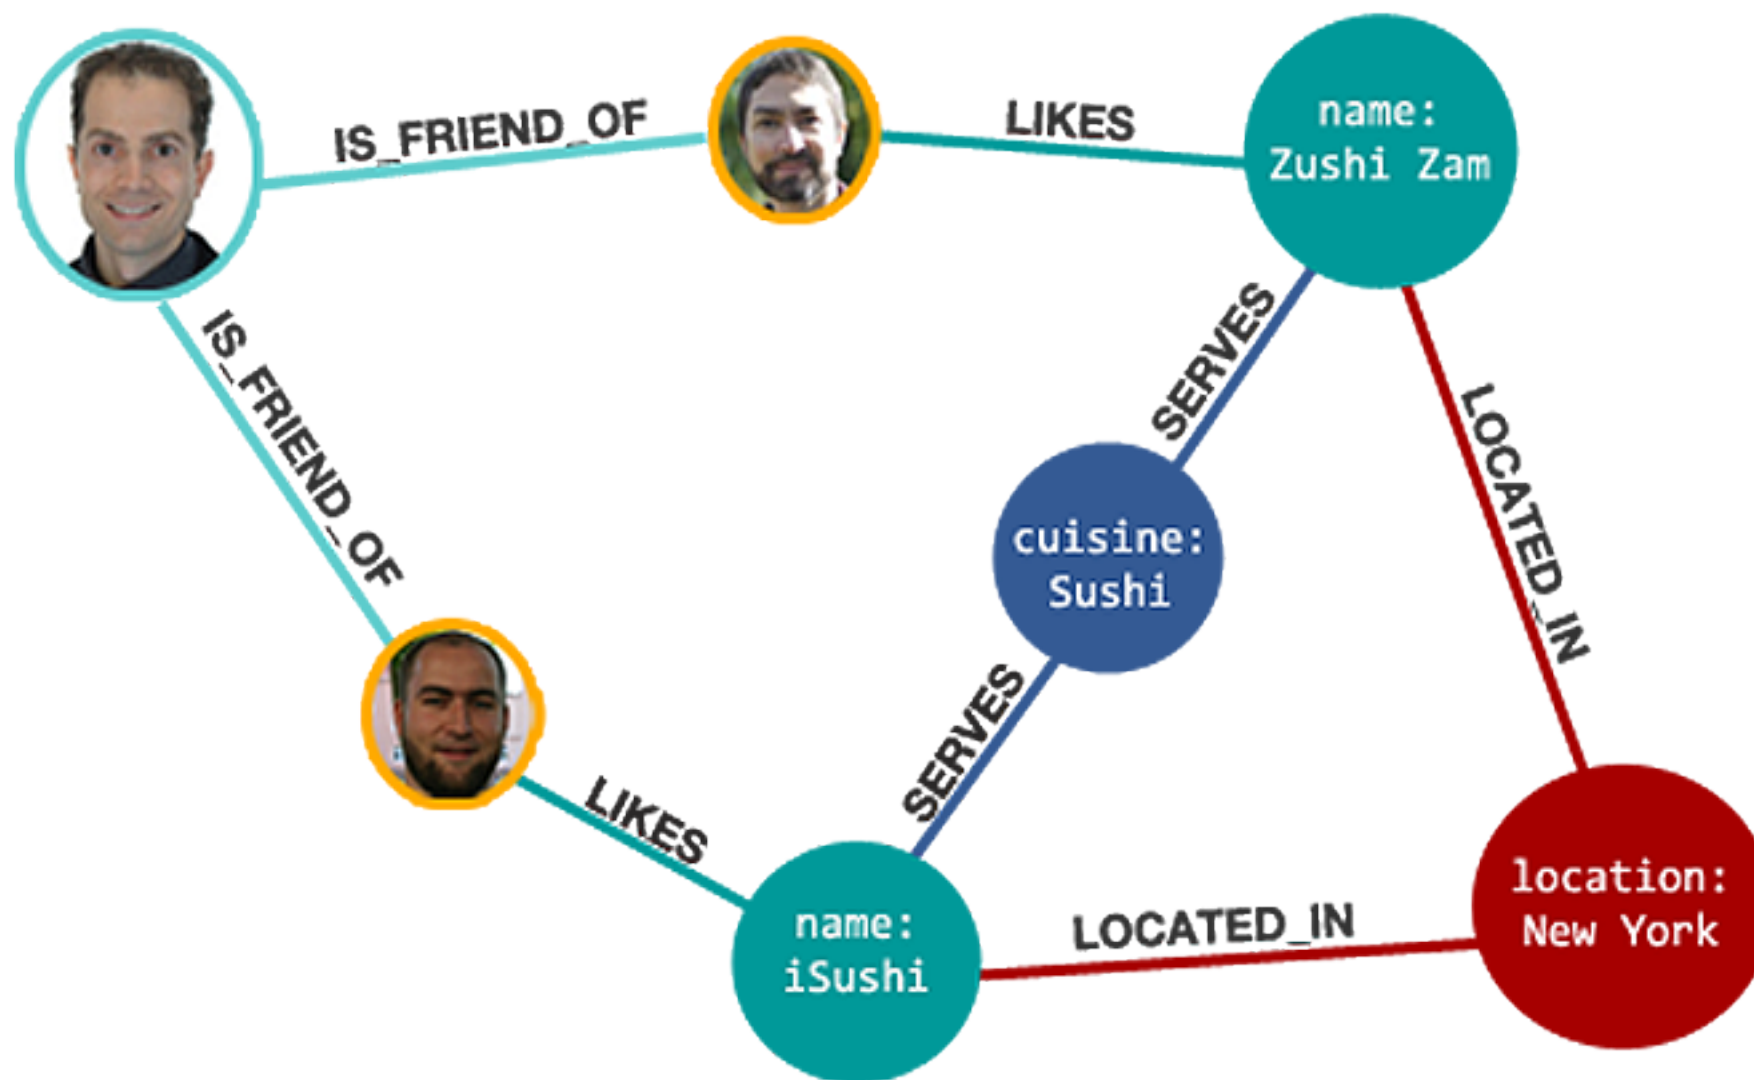 IS_FRIEND_OF
LIKES
name:
Zushi Zam
IS_FRIEND_OF
SERVES
LOCATED_IN
cuisine:
Sushi
SERVES
LIKES
name:
iSushi
LOCATED_IN
location:
New York